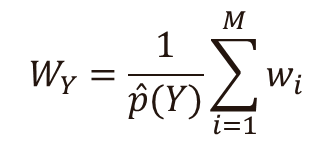 W_Y = \frac{1}{\hat{p}(Y)} \sum_{i=1}^{M} w_i